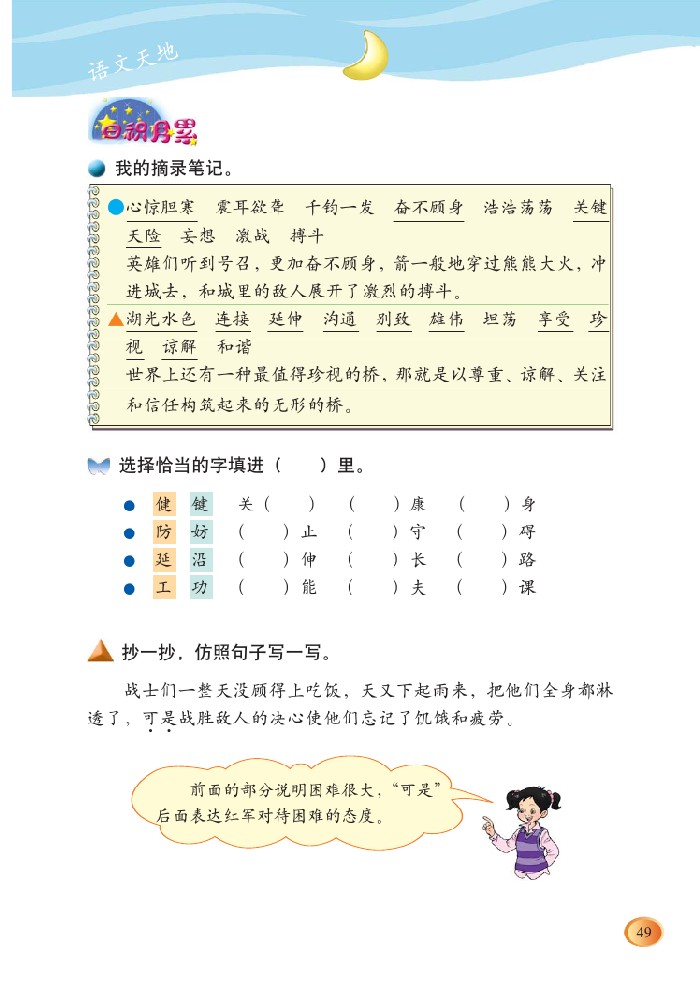 语文天地
日积月累
我的摘录笔记。
心惊胆寒 震耳欲聋 千钧一发 奋不顾身 浩浩荡荡 关键
天险 妄想 激战 搏斗
英雄们听到号召，更加奋不顾身，箭一般地穿过熊熊大火，冲
进城去，和城里的敌人展开了激烈的搏斗。
湖光水色 连接 延伸 沟通 别致 雄伟 坦荡 享受 珍
视 谅解 和谐
世界上还有一种最值得珍视的桥，那就是以尊重、谅解、关注
和信任构筑起来的无形的桥。
选择恰当的字填进（ ）里。
健 键 关（ ） （ ）康 （ ）身
防 妨 （ ）止 （ ）守 （ ）碍
延 沿 （ ）伸 （ ）长 （ ）路
工 功 （ ）能 （ ）夫 （ ）课
抄一抄，仿照句子写一写。
战士们一整天没顾得上吃饭，天又下起雨来，把他们全身都淋
透了，可是战胜敌人的决心使他们忘记了饥饿和疲劳。
前面的部分说明困难很大，“可是”
后面表达红军对待困难的态度。
49